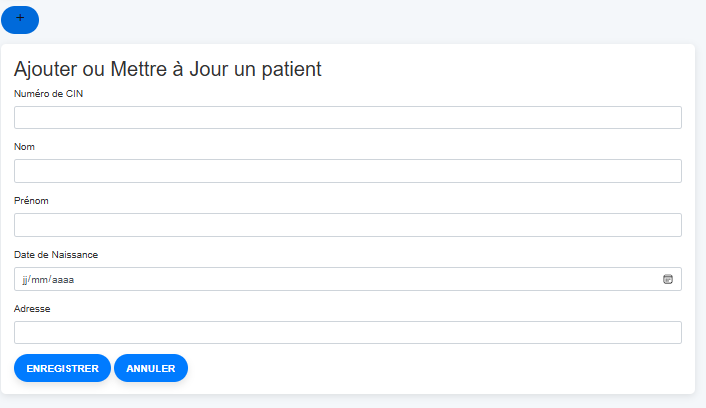 +
Ajouter ou Mettre à Jour un patient
Numéro de CIN
Nom
Prénom
Date de Naissance
jj/mm/aaaa
Adresse
ENREGISTRER ANNULER